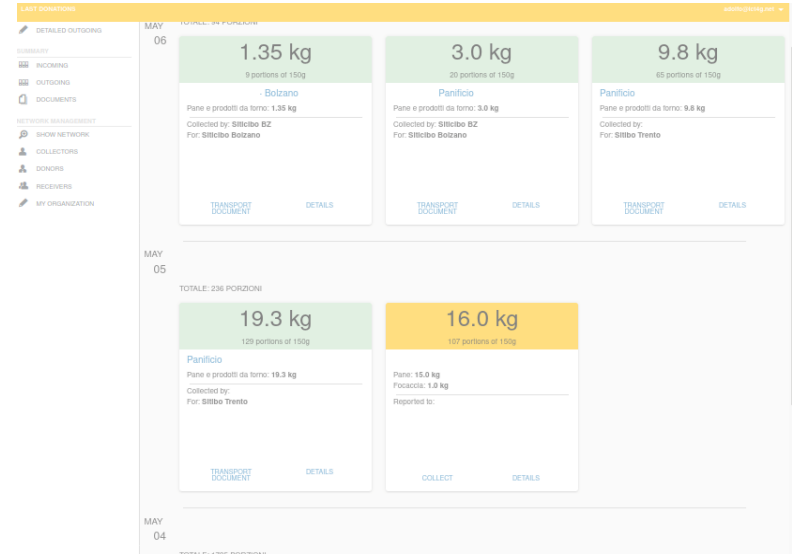 LAST DONATIONS
DETAILED OUTGOING
SUMMARY
INCOMING
OUTGOING
DOCUMENTS
NETWORK MANAGEMENT
SHOW NETWORK
COLLECTORS
DONORS
RECEIVERS
MY ORGANIZATION
MAY
06
TOTALE: 94 PORZIONI
1.35 kg
9 portions of 150g
- Bolzano
Pane e prodotti da forno: 1.35 kg
Collected by: Siticibo BZ
For: Siticibo Bolzano
TRANSPORT
DOCUMENT
DETAILS
3.0 kg
20 portions of 150g
Panificio
Pane e prodotti da forno: 3.0 kg
Collected by: Siticibo BZ
For: Siticibo Bolzano
TRANSPORT
DOCUMENT
DETAILS
9.8 kg
65 portions of 150g
Panificio
Pane e prodotti da forno: 9.8 kg
Collected by:
For: Sitibo Trento
TRANSPORT
DOCUMENT
DETAILS
MAY
05
TOTALE: 236 PORZIONI
19.3 kg
129 portions of 150g
Panificio
Pane e prodotti da forno: 19.3 kg
Collected by:
For: Sitibo Trento
TRANSPORT
DOCUMENT
DETAILS
16.0 kg
107 portions of 150g
Pane: 15.0 kg
Focaccia: 1.0 kg
Reported to:
COLLECT
DETAILS
MAY
04
PORZIONI